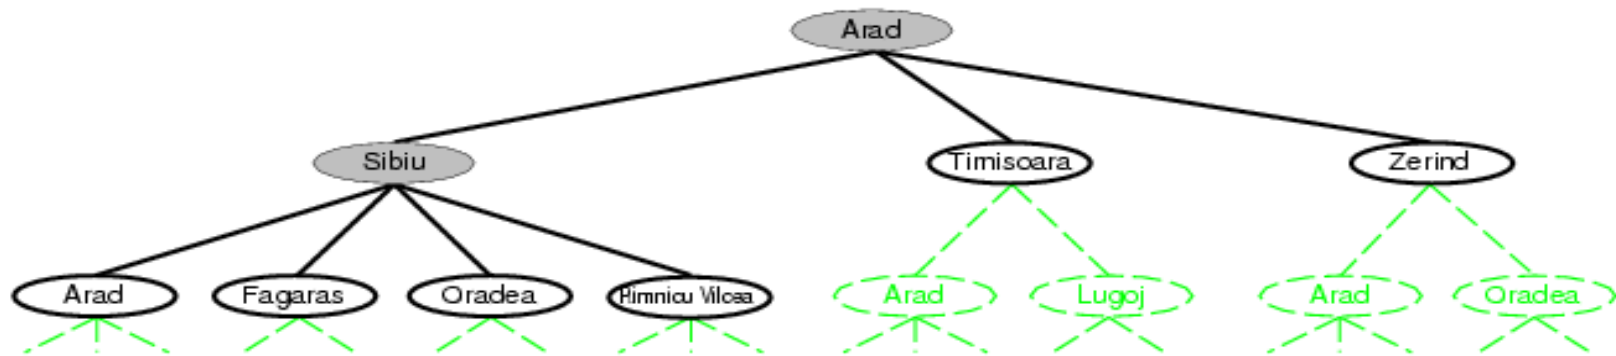 Arad
Sibiu
Timisoara
Zerind
Arad
Fagaras
Oradea
Rimnicu Vilcea
Arad
Lugoj
Arad
Oradea